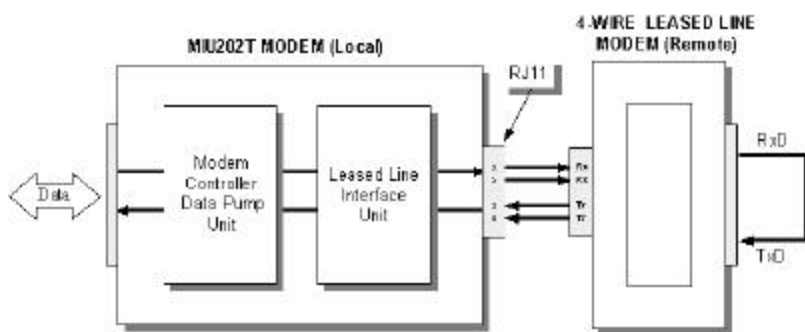 4-WIRE LEASED LINE
MODEM (Remote)
MIU202T MODEM (Local)
RJ11
Modem
Controller
Data Pump
Unit
Leased Line
Interface
Unit
Data
RxD
TxD